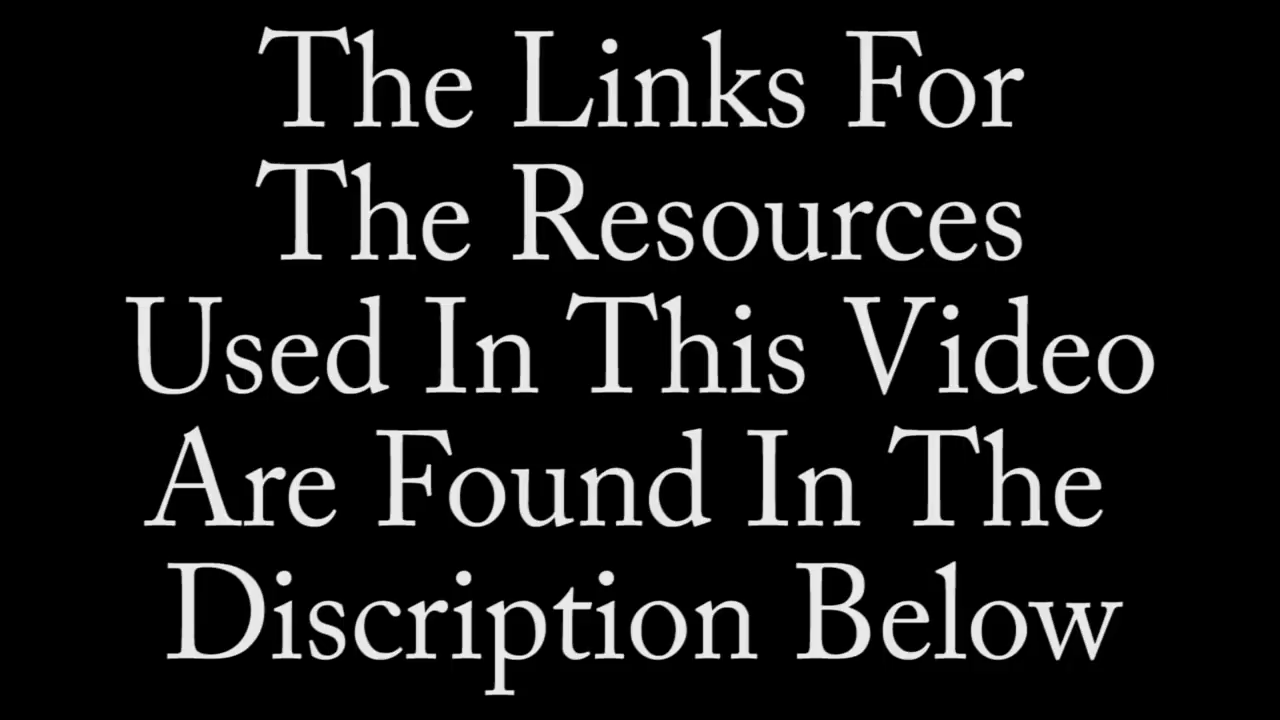 The Links For
The Resources
Used In This Video
Are Found In The
Discription Below